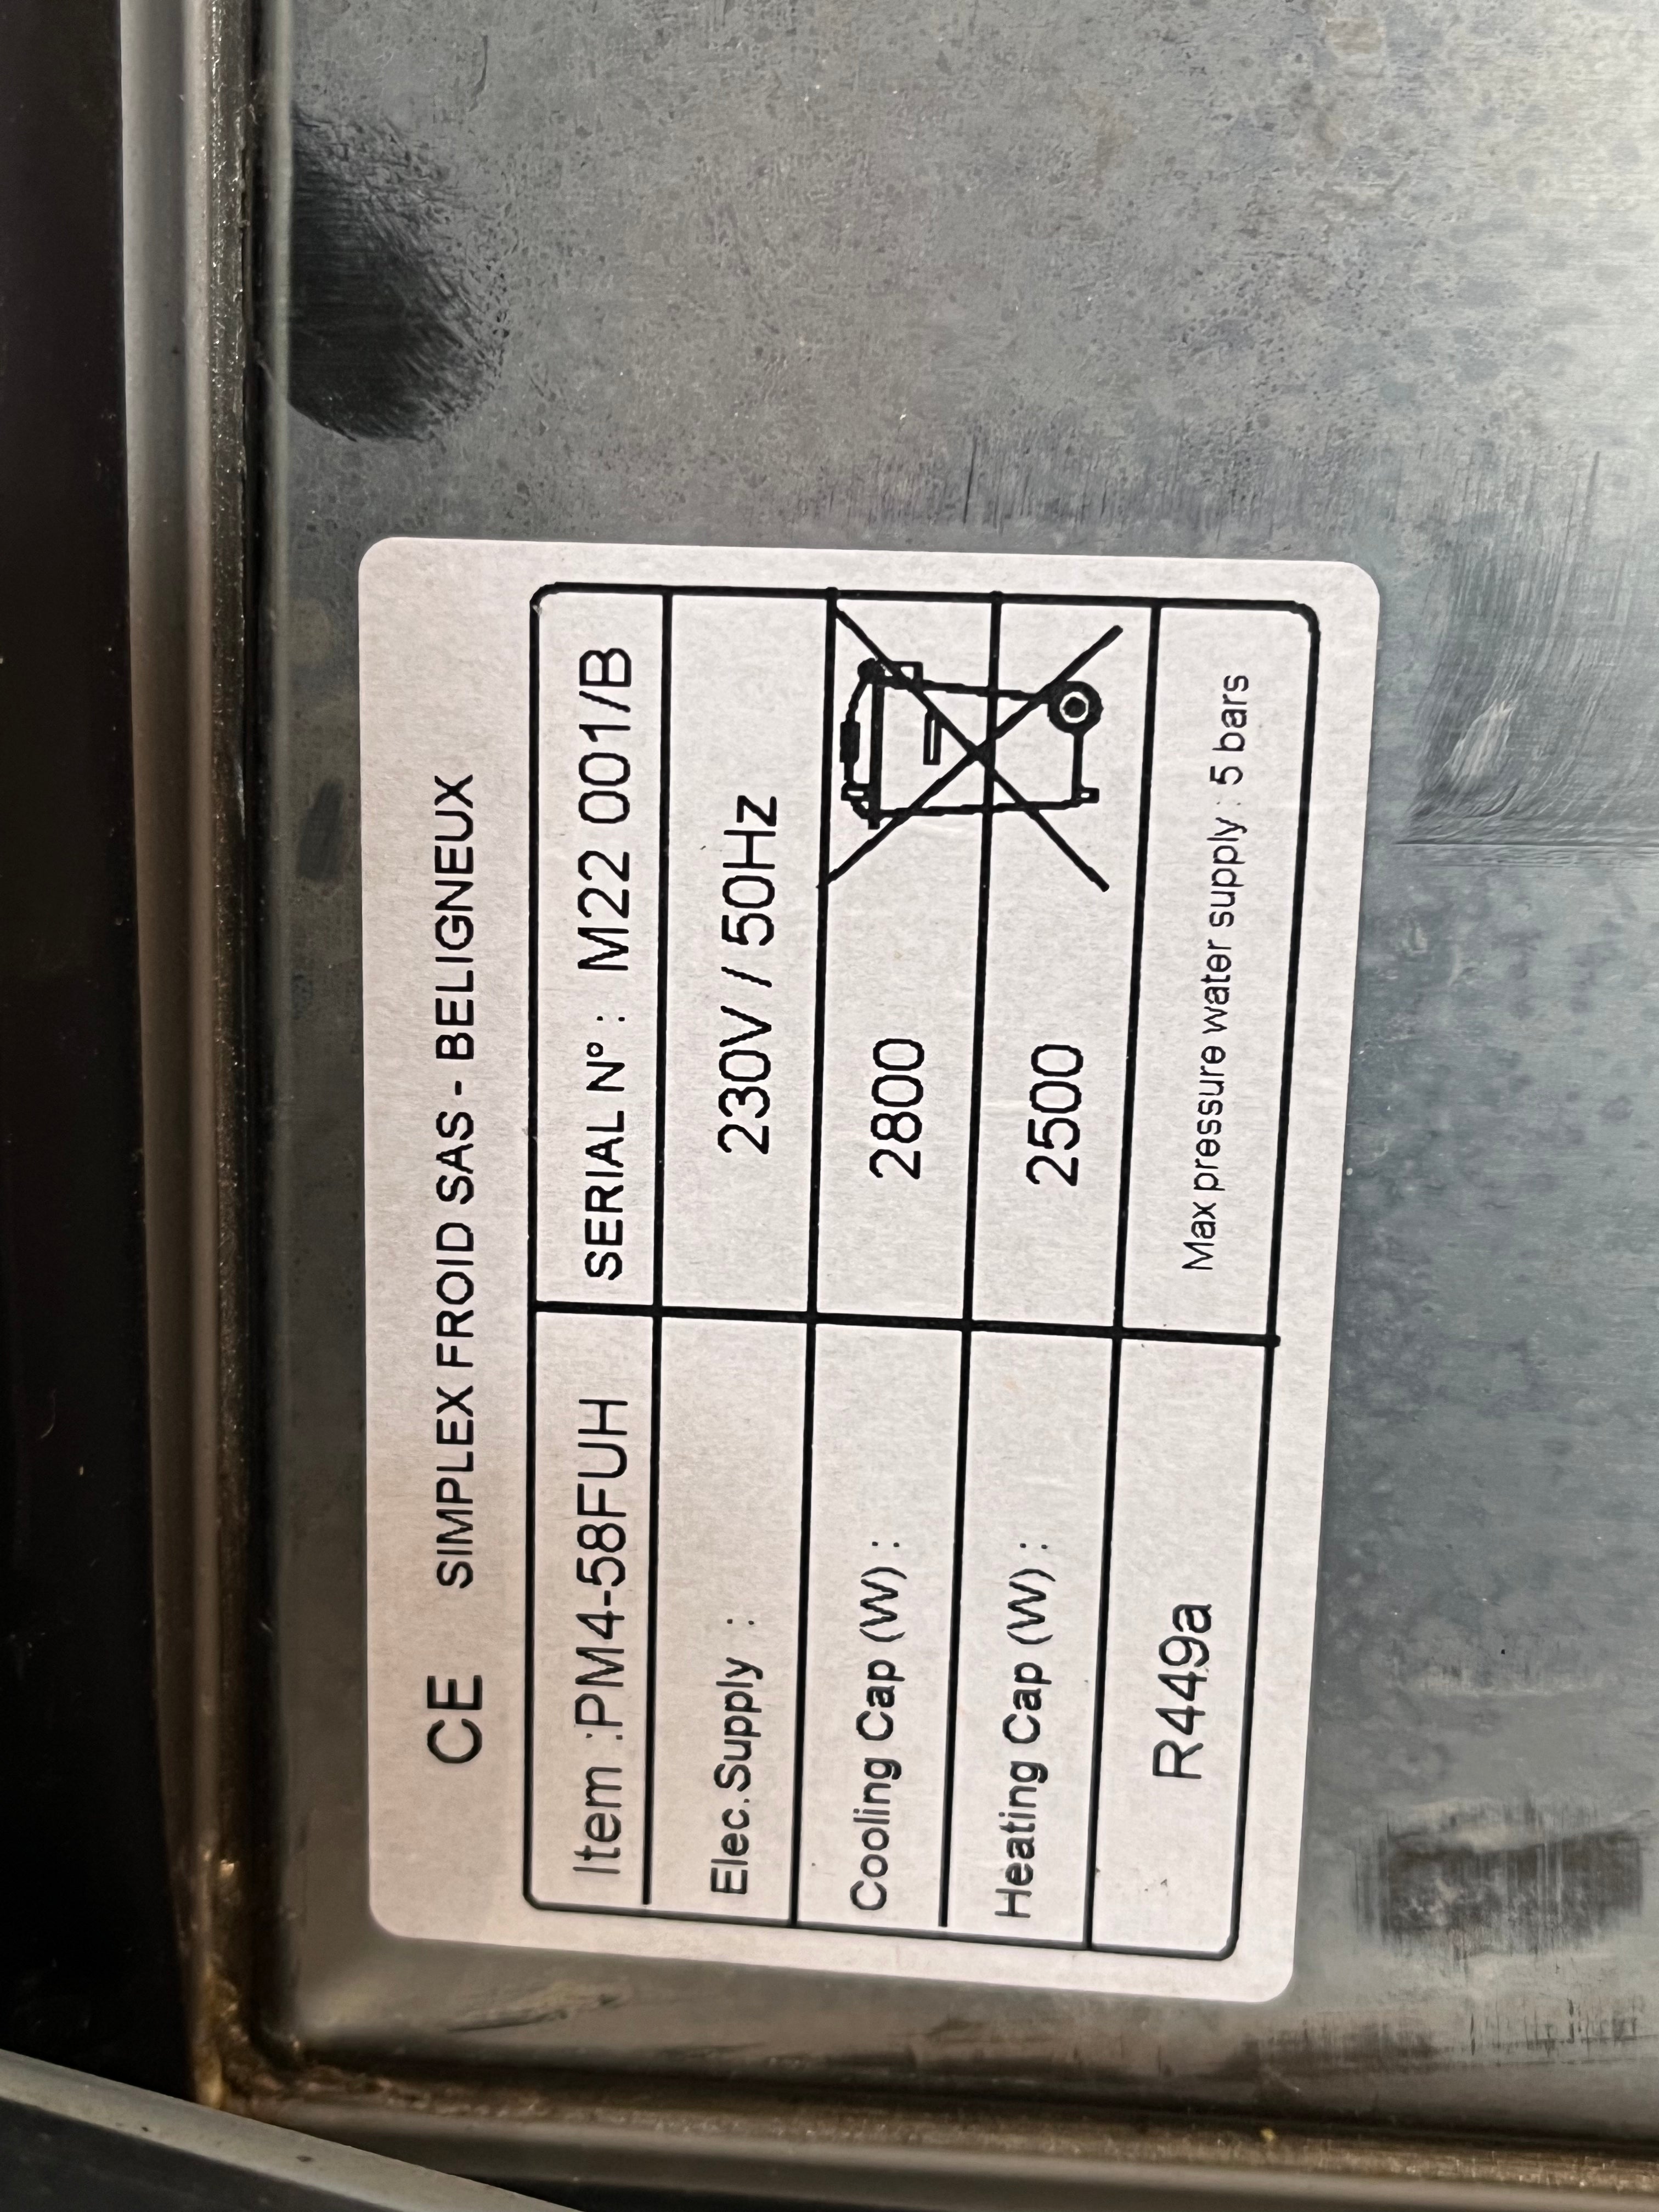 CE SIMPLEX FROID SAS - BELIGNEUX
Item :PM4-58FUH SERIAL N° : M22 001/B
Elec.Supply : 230V / 50Hz
Cooling Cap (W) : 2800
Heating Cap (W) : 2500
R449a Max pressure water supply : 5 bars